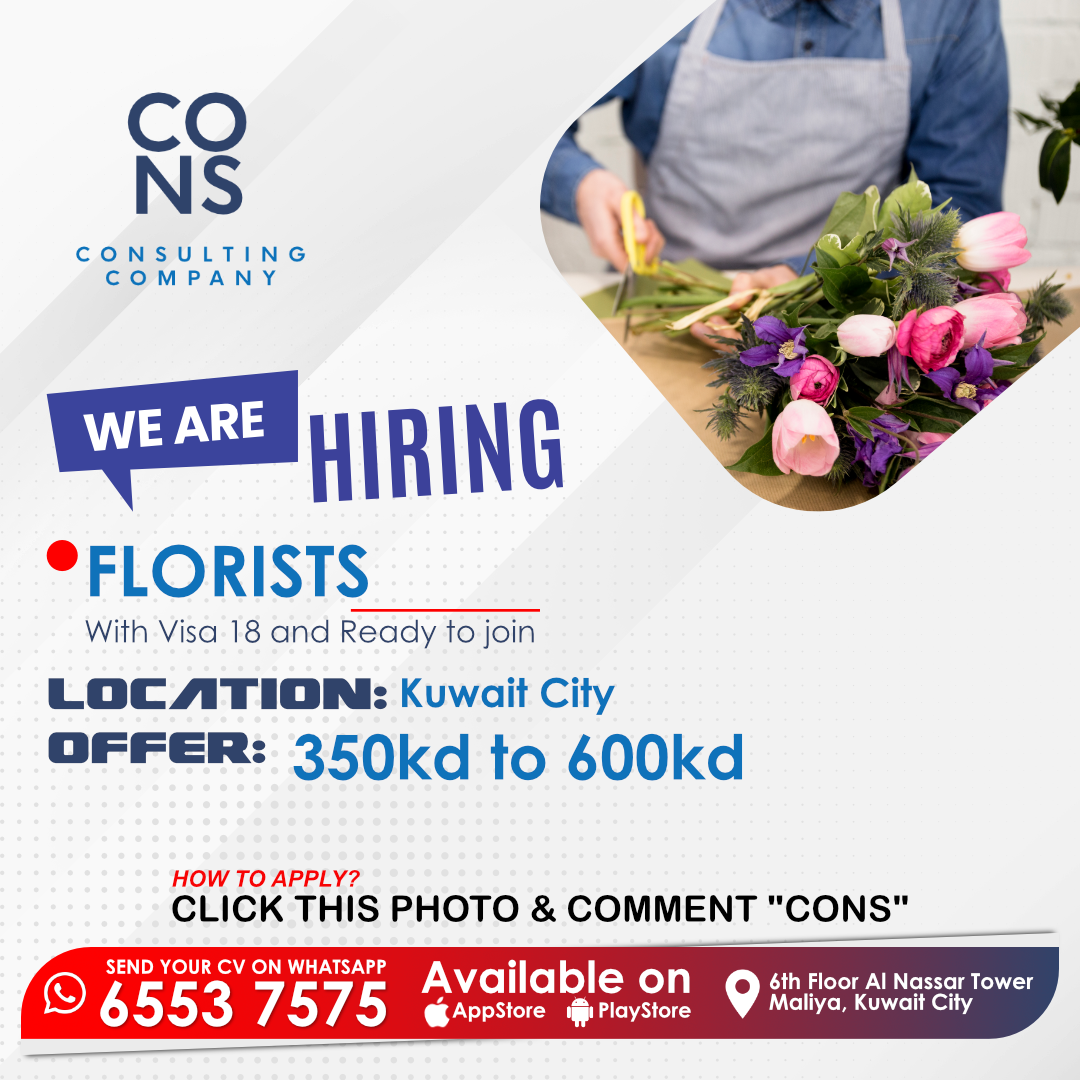 CO
NS
CONSULTING
COMPANY
WE ARE
HIRING
FLORISTS
With Visa 18 and Ready to join
LOCATION: Kuwait City
OFFER: 350kd to 600kd
HOW TO APPLY?
CLICK THIS PHOTO & COMMENT "CONS"
SEND YOUR CV ON WHATSAPP
6553 7575
Available on
AppStore PlayStore
6th Floor Al Nassar Tower
Maliya, Kuwait City